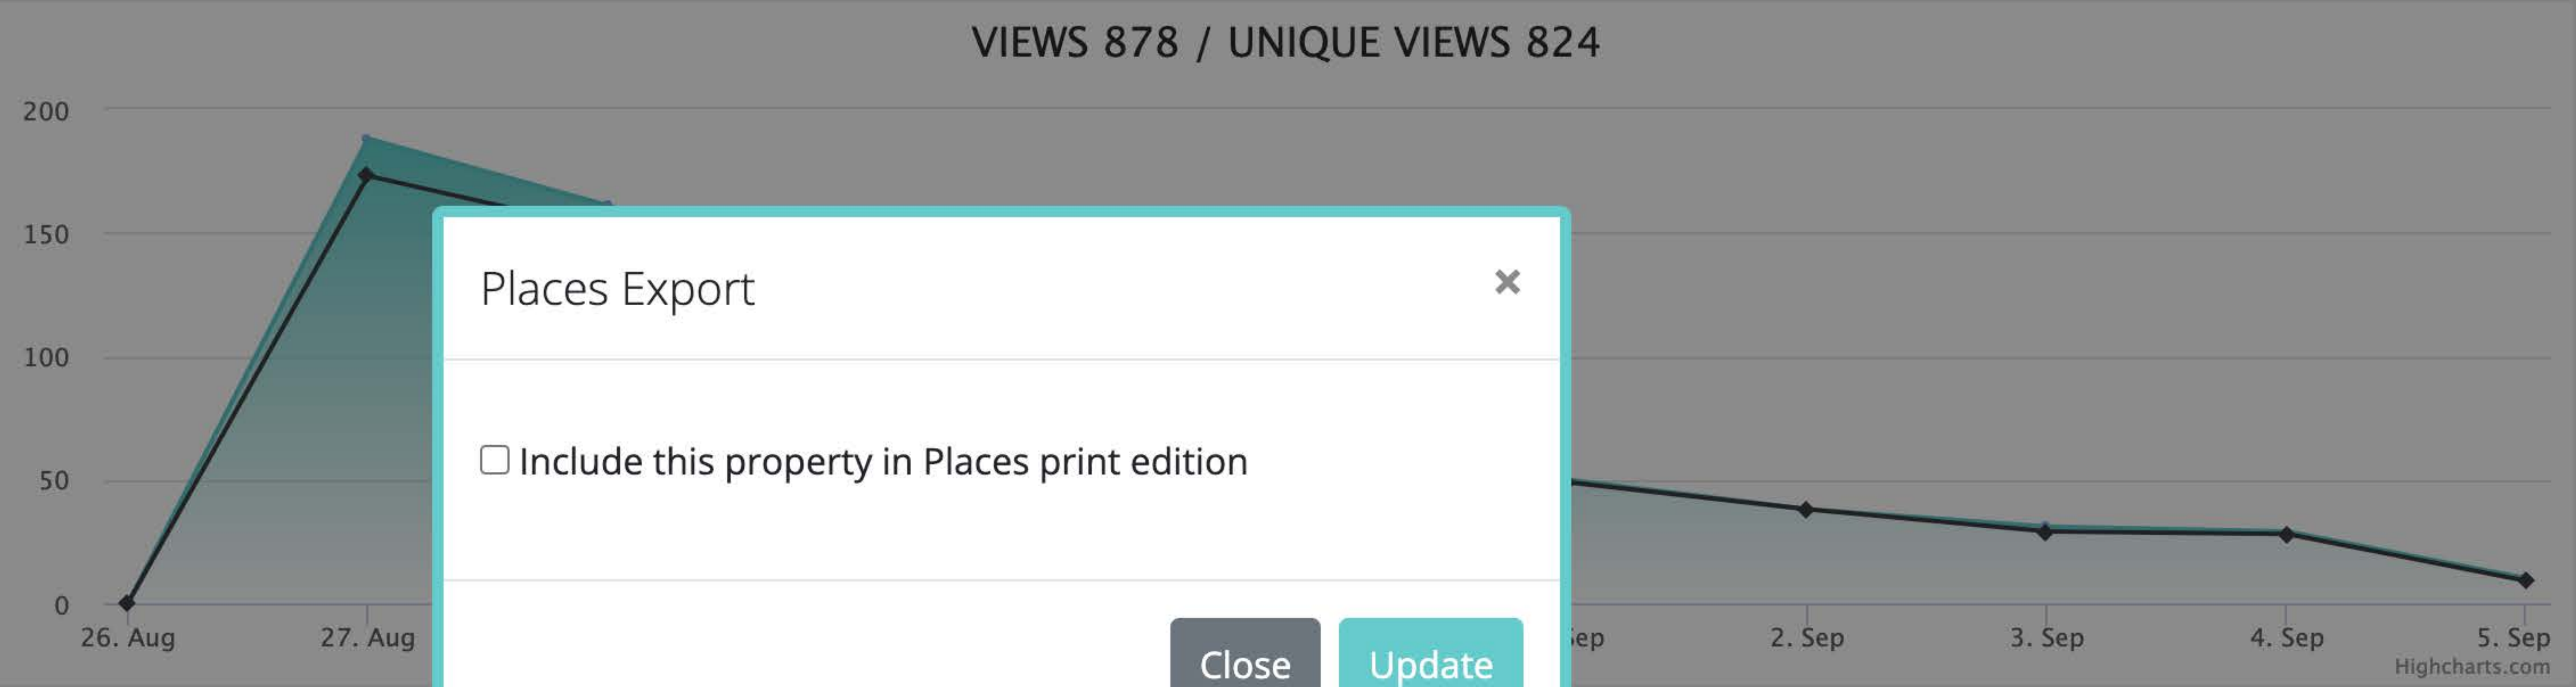 VIEWS 878 / UNIQUE VIEWS 824
200
150
100
50
0
Places Export
Include this property in Places print edition
Close Update
26. Aug 27. Aug Sep 2. Sep 3. Sep 4. Sep 5. Sep
Highcharts.com